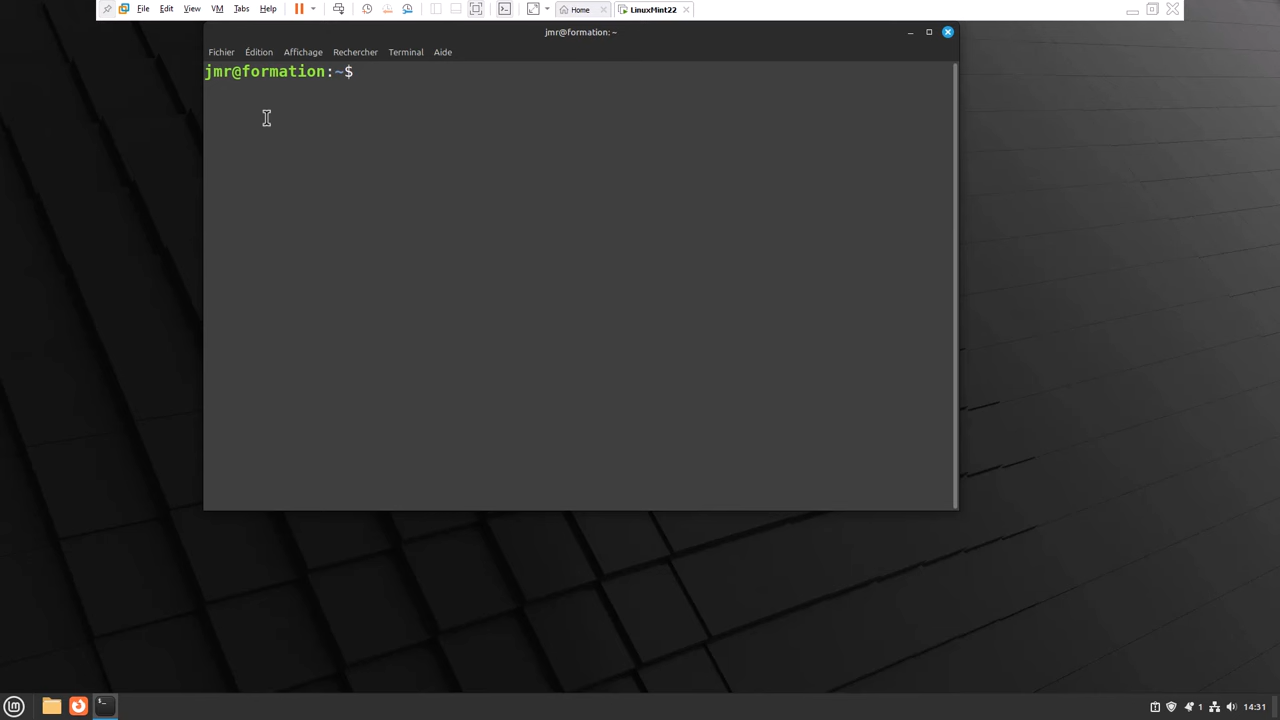 File Edit View VM Tabs Help Home LinuxMint22
jmr@formation: ~
Fichier Édition Affichage Rechercher Terminal Aide
jmr@formation:~$
1 14:31